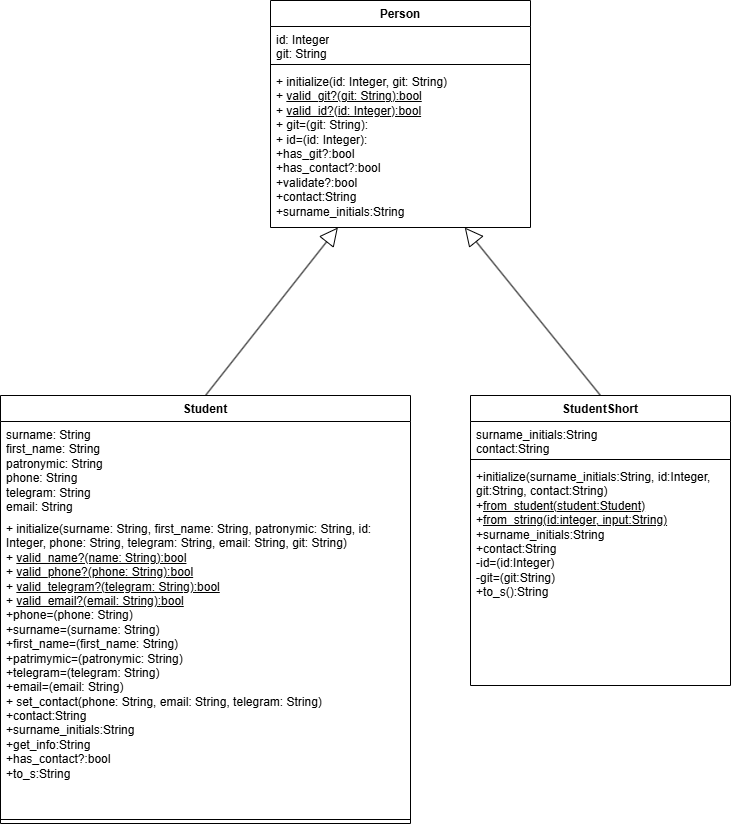 Person
id: Integer
git: String
+ initialize(id: Integer, git: String)
+ valid_git?(git: String):bool
+ valid_id?(id: Integer):bool
+ git=(git: String):
+ id=(id: Integer):
+has_git?:bool
+has_contact?:bool
+validate?:bool
+contact:String
+surname_initials:String
Student
surname: String
first_name: String
patronymic: String
phone: String
telegram: String
email: String
+ initialize(surname: String, first_name: String, patronymic: String, id:
Integer, phone: String, telegram: String, email: String, git: String)
+ valid_name?(name: String):bool
+ valid_phone?(phone: String):bool
+ valid_telegram?(telegram: String):bool
+ valid_email?(email: String):bool
+phone=(phone: String)
+surname=(surname: String)
+first_name=(first_name: String)
+patrimymic=(patronymic: String)
+telegram=(telegram: String)
+email=(email: String)
+ set_contact(phone: String, email: String, telegram: String)
+contact:String
+surname_initials:String
+get_info:String
+has_contact?:bool
+to_s:String
StudentShort
surname_initials:String
contact:String
+initialize(surname_initials:String, id:Integer,
git:String, contact:String)
+from_student(student:Student)
+from_string(id:integer, input:String)
+surname_initials:String
+contact:String
-id=(id:Integer)
-git=(git:String)
+to_s():String